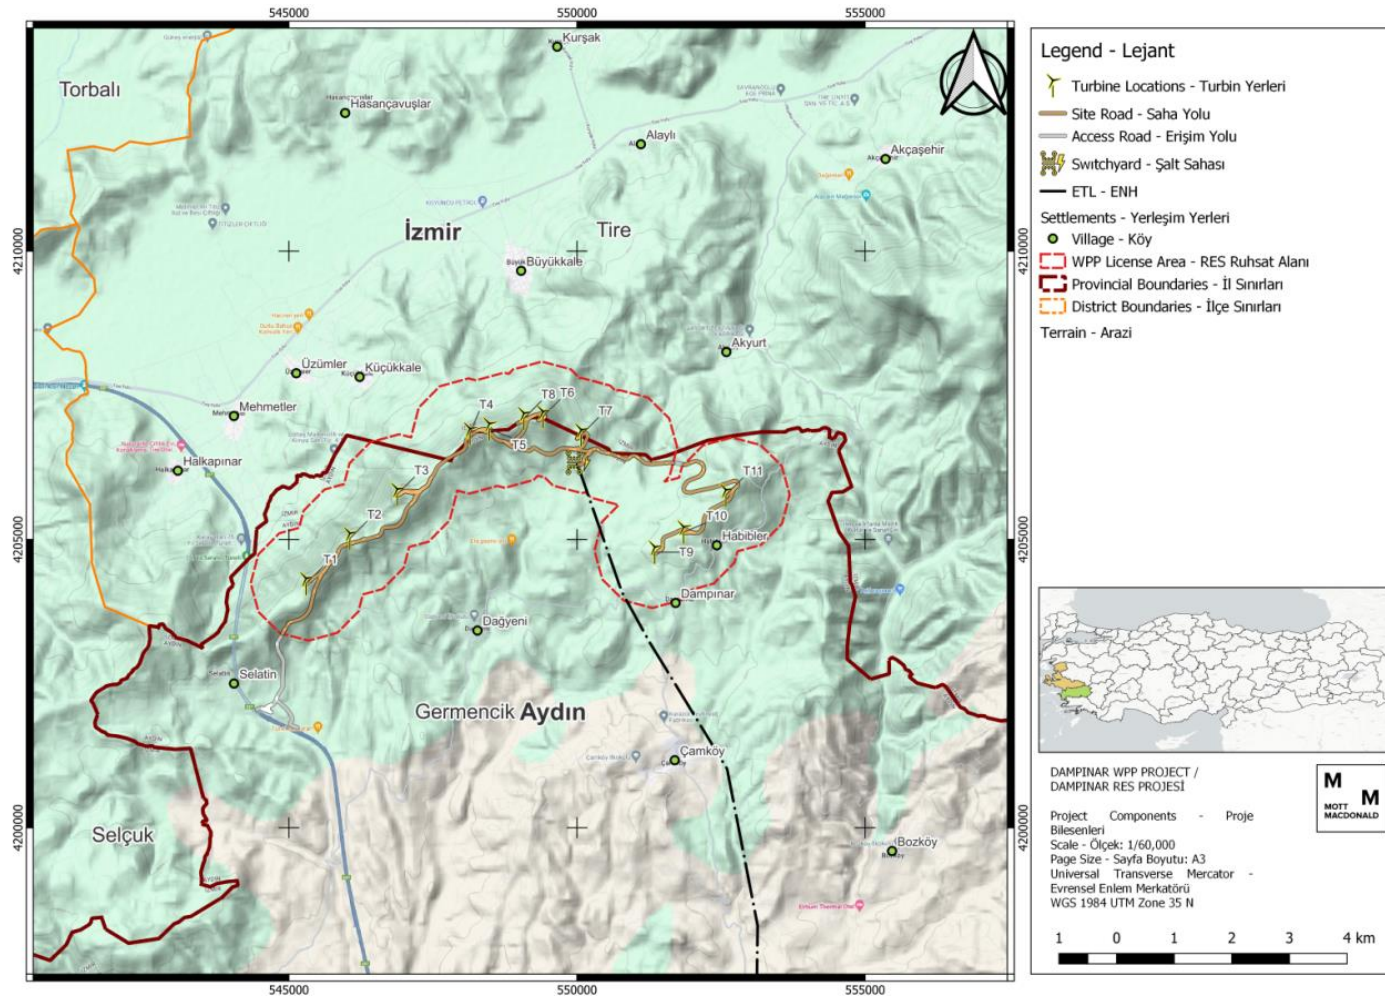 545000
550000
555000
Kurşak
Torbalı
Hasançavuşlar
Alaylı
Akçaşehir
İzmir
Tire
4210000
4210000
Büyükkale
KOYUNCU PETROL
Akyurt
Üzümler
Küçükkale
Mehmetler
T4
T8
T6
T7
T5
Halkapınar
T3
T11
T2
T10
Habibler
4205000
4205000
T1
T9
Dampınar
Dağyeni
Selatin
Germencik Aydın
Çamköy
Selçuk
4200000
4200000
Bozköy
545000
550000
555000
Legend - Lejant
Turbine Locations - Turbin Yerleri
Site Road - Saha Yolu
Access Road - Erişim Yolu
Switchyard - Şalt Sahası
ETL - ENH
Settlements - Yerleşim Yerleri
Village - Köy
WPP License Area - RES Ruhsat Alanı
Provincial Boundaries - İl Sınırları
District Boundaries - İlçe Sınırları
Terrain - Arazi
DAMPINAR WPP PROJECT /
DAMPINAR RES PROJESİ
M
M
MOTT
MACDONALD
Project Components - Proje
Bilesenleri
Scale - Ölçek: 1/60,000
Page Size - Sayfa Boyutu: A3
Universal Transverse Mercator -
Evrensel Enlem Merkatörü
WGS 1984 UTM Zone 35 N
1 0 1 2 3 4 km